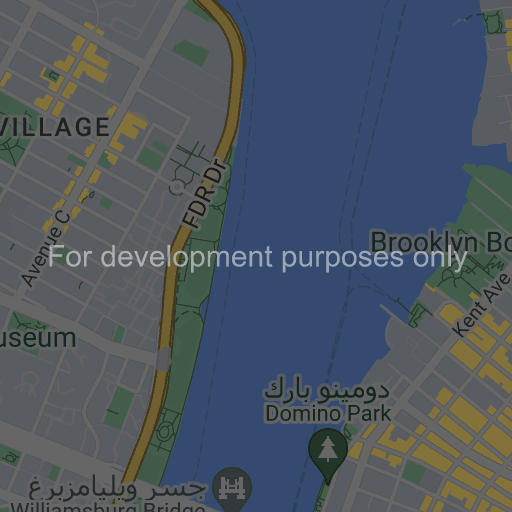 VILLAGE
FDR Dr
Avenue C
Brooklyn Bo
For development purposes only
Kent Ave
useum
دومينو بارك
Domino Park
جسر ويليامزبرغ
Williamsburg Bridge